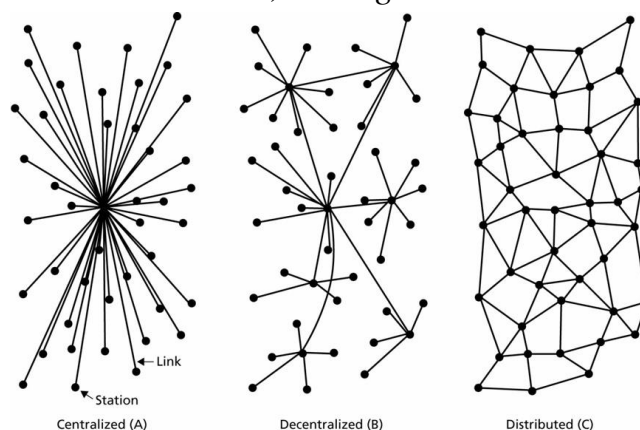 Link
Station
Centralized (A)
Decentralized (B)
Distributed (C)